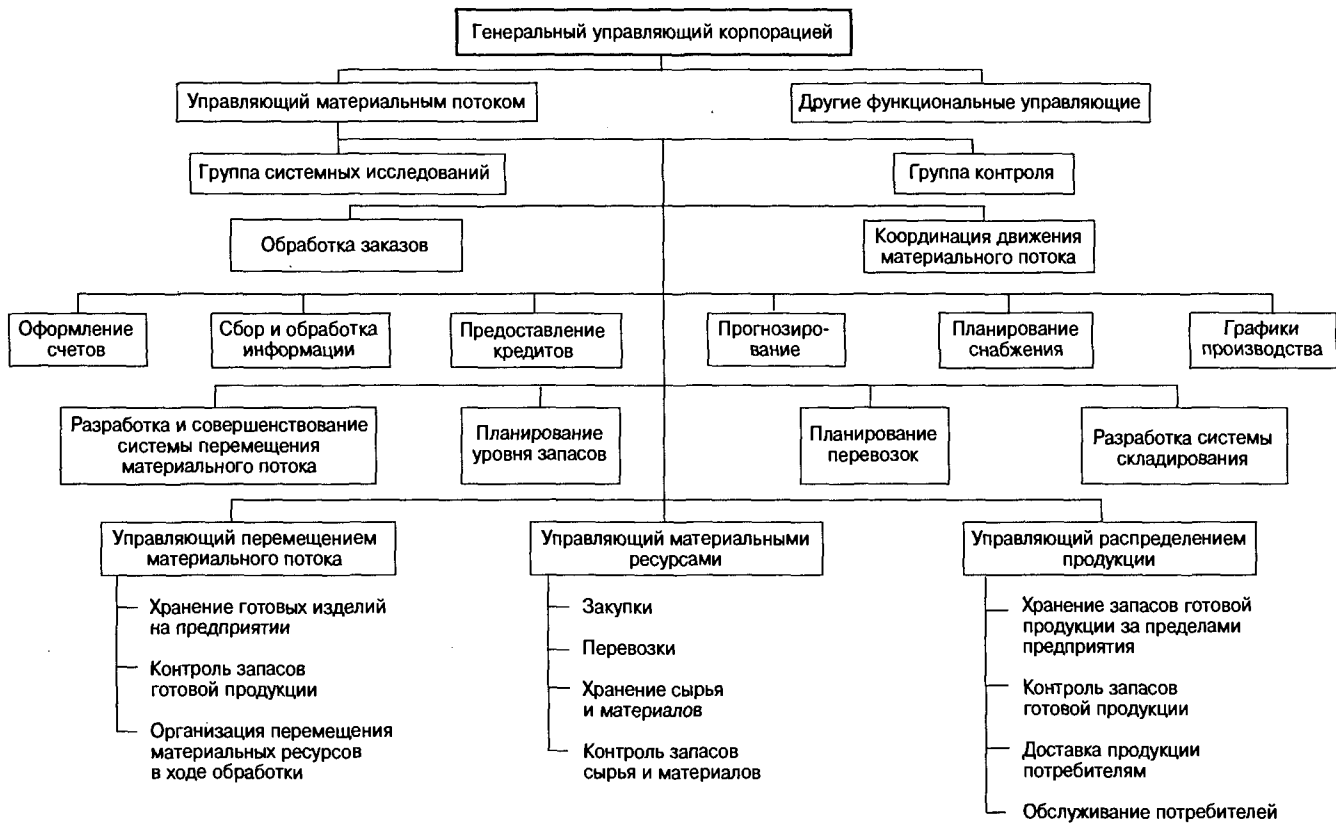 Генеральный управляющий корпорацией
Управляющий материальным потоком
Другие функциональные управляющие
Группа системных исследований
Группа контроля
Обработка заказов
Координация движения
материального потока
Оформление
счетов
Сбор и обработка
информации
Предоставление
кредитов
Прогнозиро-
вание
Планирование
снабжения
Графики
производства
Разработка и совершенствование
системы перемещения
материального потока
Планирование
уровня запасов
Планирование
перевозок
Разработка системы
складирования
Управляющий перемещением
материального потока
Хранение готовых изделий
на предприятии
Контроль запасов
готовой продукции
Организация перемещения
материальных ресурсов
в ходе обработки
Управляющий материальными
ресурсами
Закупки
Перевозки
Хранение сырья
и материалов
Контроль запасов
сырья и материалов
Управляющий распределением
продукции
Хранение запасов готовой
продукции за пределами
предприятия
Контроль запасов
готовой продукции
Доставка продукции
потребителям
Обслуживание потребителей